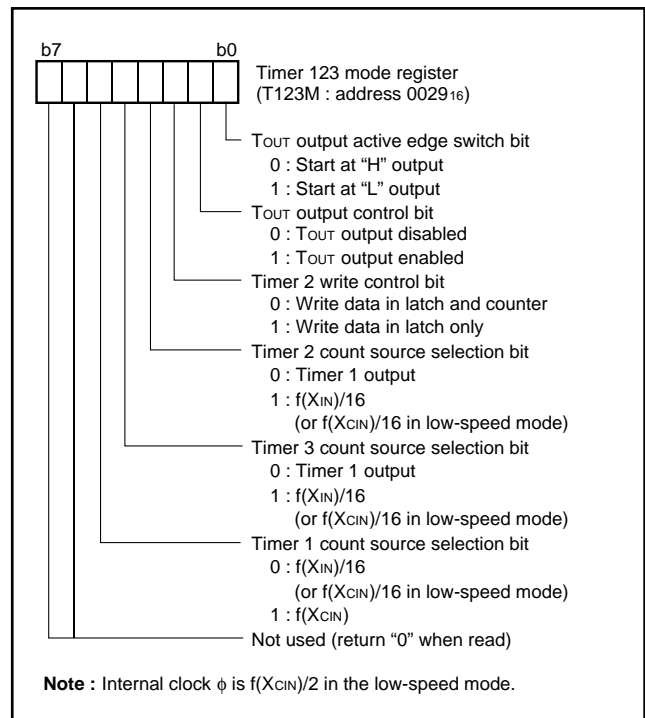 b7 b0
Timer 123 mode register
(T123M : address 0029₁₆)
TOUT output active edge switch bit
0 : Start at “H” output
1 : Start at “L” output
TOUT output control bit
0 : TOUT output disabled
1 : TOUT output enabled
Timer 2 write control bit
0 : Write data in latch and counter
1 : Write data in latch only
Timer 2 count source selection bit
0 : Timer 1 output
1 : f(XIN)/16
(or f(XCIN)/16 in low-speed mode)
Timer 3 count source selection bit
0 : Timer 1 output
1 : f(XIN)/16
(or f(XCIN)/16 in low-speed mode)
Timer 1 count source selection bit
0 : f(XIN)/16
(or f(XCIN)/16 in low-speed mode)
1 : f(XCIN)
Not used (return “0” when read)
Note : Internal clock ϕ is f(XCIN)/2 in the low-speed mode.